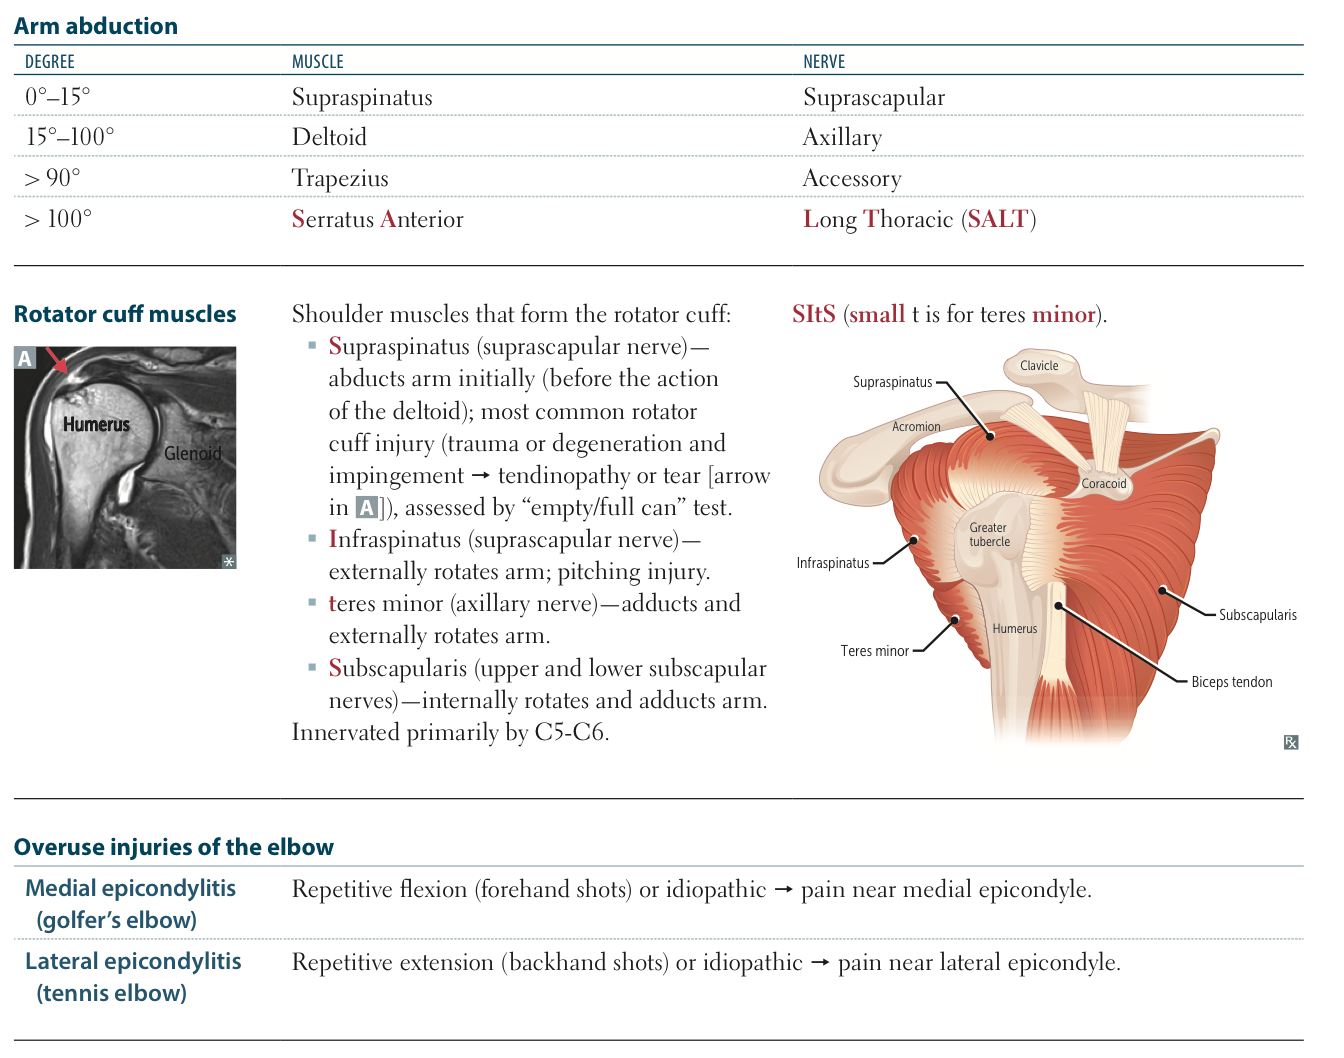 Arm abduction
DEGREE MUSCLE NERVE
0°–15° Supraspinatus Suprascapular
15°–100° Deltoid Axillary
> 90° Trapezius Accessory
> 100° Serratus Anterior Long Thoracic (SALT)
Rotator cuff muscles
A
Humerus
Glenoid
*
Shoulder muscles that form the rotator cuff:
▪ Supraspinatus (suprascapular nerve)—
abducts arm initially (before the action
of the deltoid); most common rotator
cuff injury (trauma or degeneration and
impingement → tendinopathy or tear [arrow
in A]), assessed by “empty/full can” test.
▪ Infraspinatus (suprascapular nerve)—
externally rotates arm; pitching injury.
▪ teres minor (axillary nerve)—adducts and
externally rotates arm.
▪ Subscapularis (upper and lower subscapular
nerves)—internally rotates and adducts arm.
Innervated primarily by C5-C6.
SItS (small t is for teres minor).
Clavicle
Supraspinatus
Acromion
Coracoid
Greater
tubercle
Infraspinatus
Subscapularis
Humerus
Teres minor
Biceps tendon
Rx
Overuse injuries of the elbow
Medial epicondylitis Repetitive flexion (forehand shots) or idiopathic → pain near medial epicondyle.
(golfer’s elbow)
Lateral epicondylitis Repetitive extension (backhand shots) or idiopathic → pain near lateral epicondyle.
(tennis elbow)